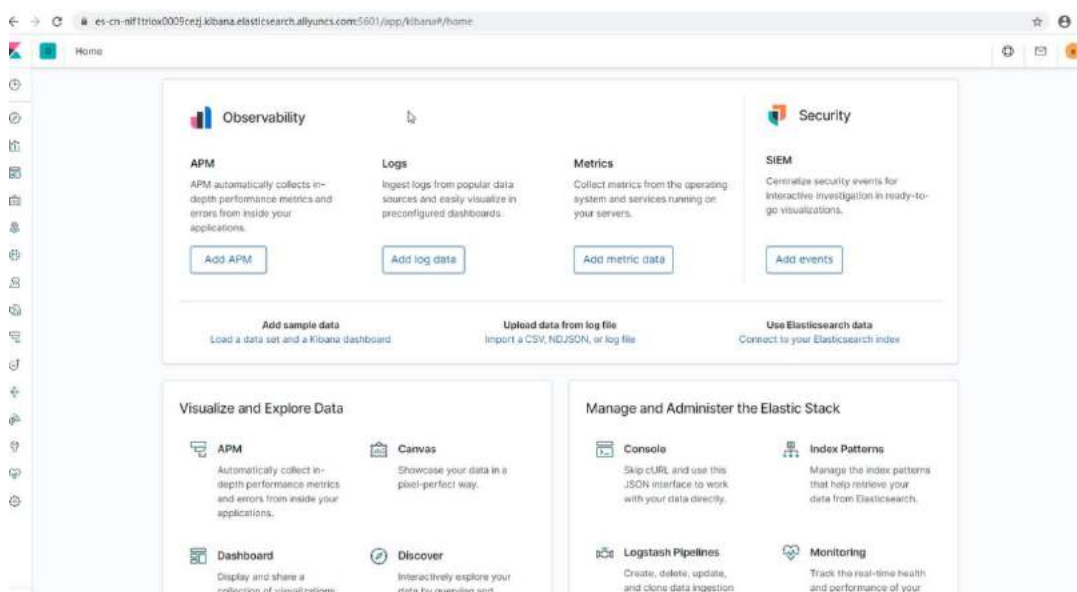 es-cn-nif1triox0009cezj.kibana.elasticsearch.aliyuncs.com:5601/app/kibana#/home
Home
Observability
Security
APM
Logs
Metrics
SIEM
APM automatically collects in-
depth performance metrics and
errors from inside your
applications.
Ingest logs from popular data
sources and easily visualize in
preconfigured dashboards.
Collect metrics from the operating
system and services running on
your servers.
Centralize security events for
interactive investigation in ready-to-
go visualizations.
Add APM
Add log data
Add metric data
Add events
Add sample data
Load a data set and a Kibana dashboard
Upload data from log file
Import a CSV, NDJSON, or log file
Use Elasticsearch data
Connect to your Elasticsearch index
Visualize and Explore Data
APM
Automatically collect in-
depth performance metrics
and errors from inside your
applications.
Canvas
Showcase your data in a
pixel-perfect way.
Dashboard
Display and share a
collection of visualizations
Discover
Interactively explore your
data by querying and
Manage and Administer the Elastic Stack
Console
Skip cURL and use this
JSON interface to work
with your data directly.
Index Patterns
Manage the index patterns
that help retrieve your
data from Elasticsearch.
Logstash Pipelines
Create, delete, update,
and clone data ingestion
Monitoring
Track the real-time health
and performance of your